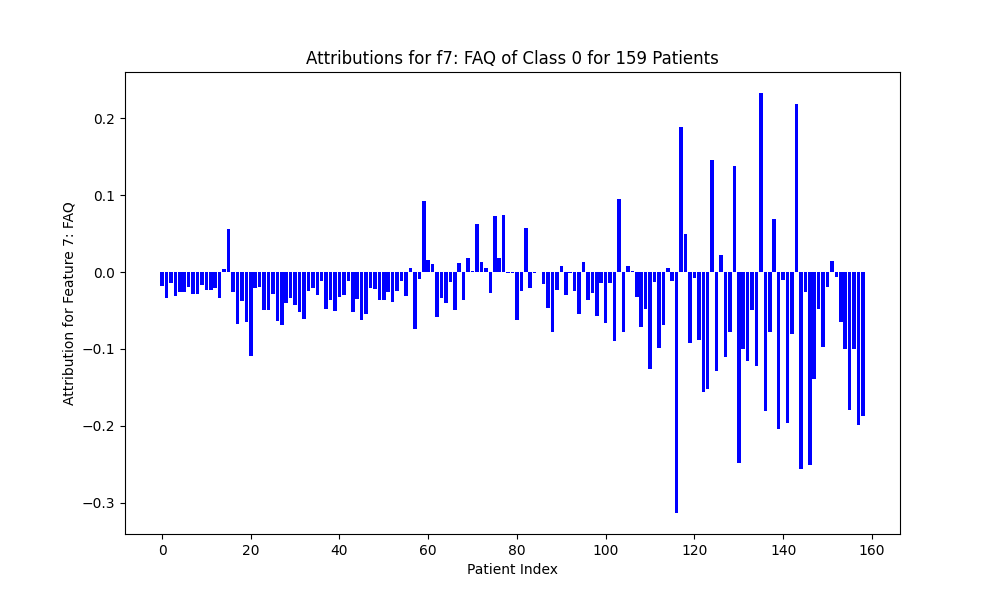 Attributions for f7: FAQ of Class 0 for 159 Patients
Attribution for Feature 7: FAQ
0.2
0.1
0.0
−0.1
−0.2
−0.3
0 20 40 60 80 100 120 140 160
Patient Index